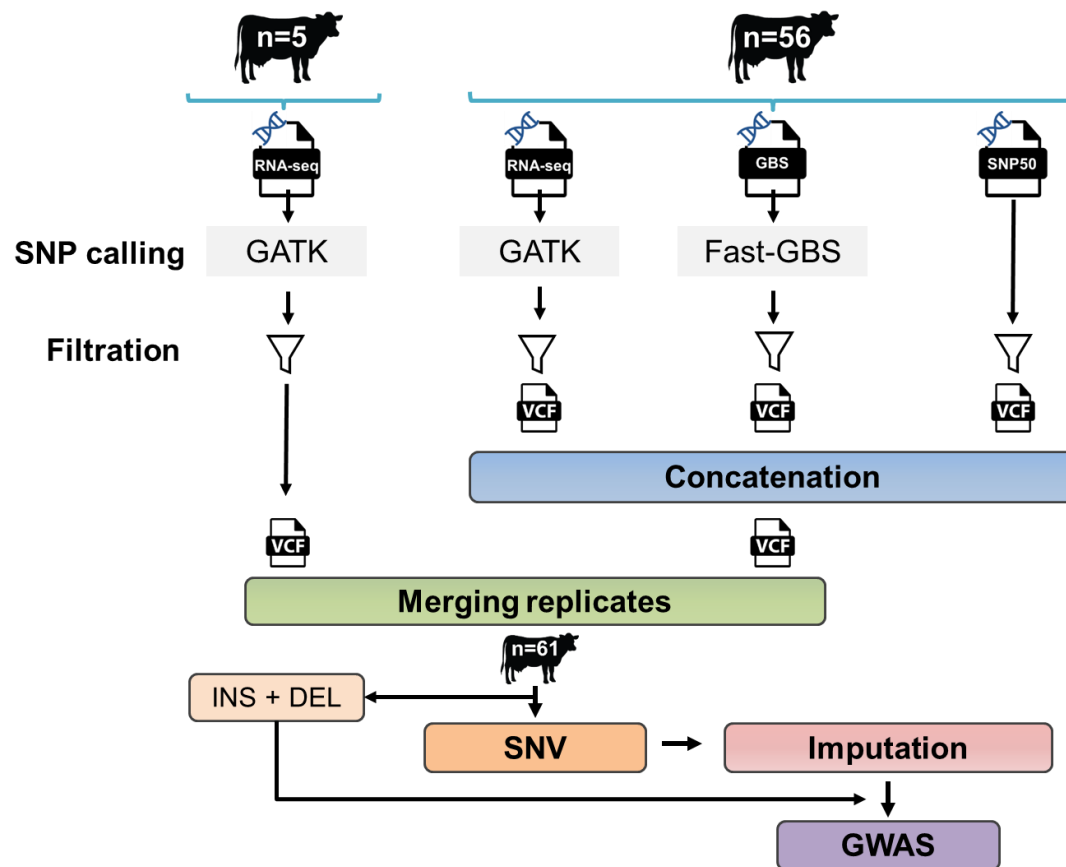 n=5
n=56
RNA-seq
RNA-seq
GBS
SNP50
SNP calling
GATK
GATK
Fast-GBS
Filtration
VCF
VCF
VCF
Concatenation
VCF
VCF
Merging replicates
n=61
INS + DEL
SNV
Imputation
GWAS